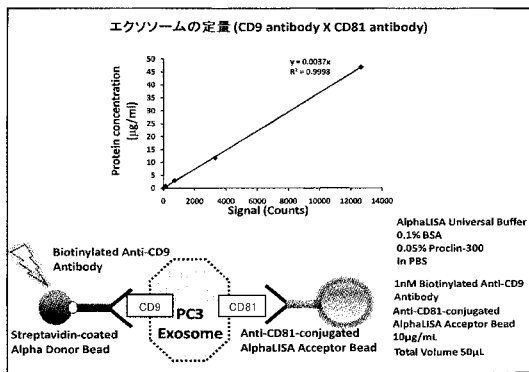 エクソソームの定量 (CD9 antibody X CD81 antibody)
y = 0.0037x
R² = 0.9998
Protein concentration
(μg/ml)
50
45
40
35
30
25
20
15
10
5
0
0 2000 4000 6000 8000 10000 12000 14000
Signal (Counts)
AlphaLISA Universal Buffer
0.1% BSA
0.05% Proclin-300
In PBS
Biotinylated Anti-CD9
Antibody
CD9
PC3
Exosome
CD81
1nM Biotinylated Anti-CD9
Antibody
Anti-CD81-conjugated
AlphaLISA Acceptor Bead
10μg/mL
Total Volume 50μL
Streptavidin-coated
Alpha Donor Bead
Anti-CD81-conjugated
AlphaLISA Acceptor Bead